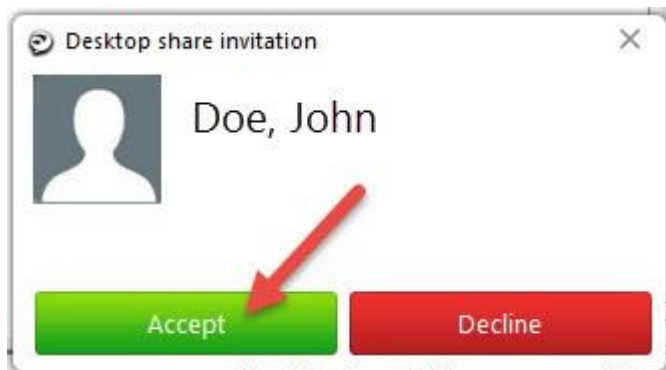 Desktop share invitation
Doe, John
Accept
Decline